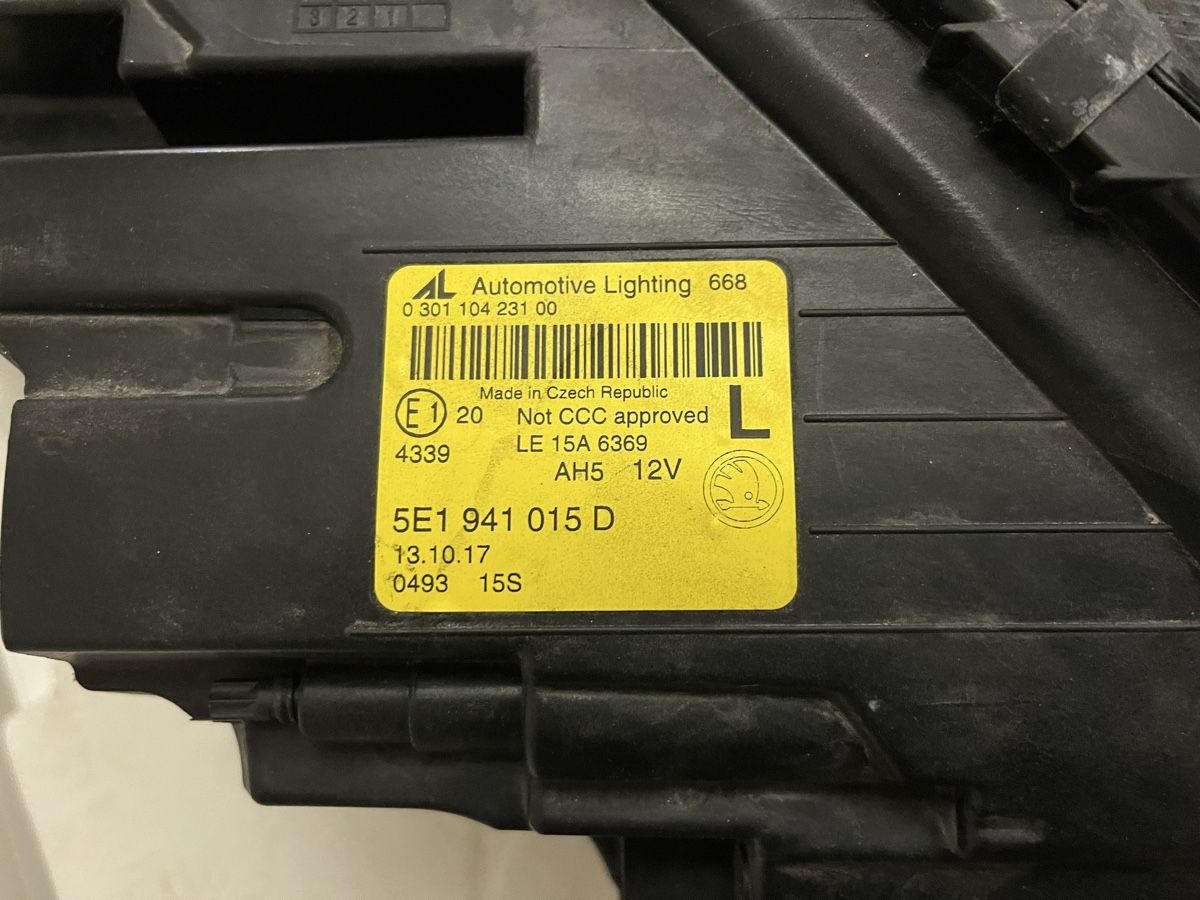 3 2 1
AL Automotive Lighting 668
0 301 104 231 00
Made in Czech Republic
E1 20 Not CCC approved L
4339 LE 15A 6369
AH5 12V
5E1 941 015 D
13.10.17
0493 15S